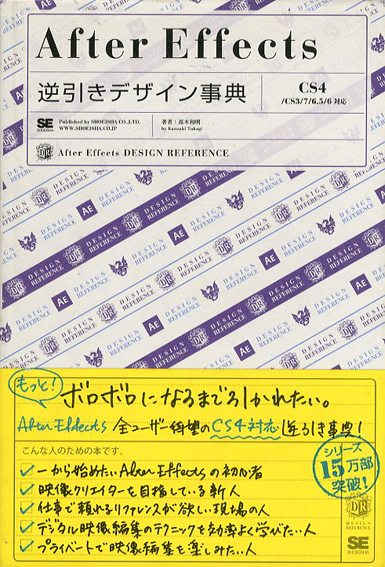 After Effects
逆引きデザイン事典
CS4
/CS3/7/6.5/6 対応
SE
SHOEISHA
Published by SHOEISHA CO.,LTD.
WWW.SHOEISHA.CO.JP
著者:高木和明
by Kazuaki Takagi
DR
After Effects DESIGN REFERENCE
AE DESIGN REFERENCE
もっと!
ボロボロになるまで引かれたい。
After Effects 全ユーザー待望のCS4対応逆引き事典!
こんな人のための本です。
一から始めたいAfter Effectsの初心者
映像クリエイターを目指している新人
仕事で頼れるリファレンスが欲しい現場の人
デジタル映像編集のテクニックを効率よく学びたい人
プライベートで映像編集を楽しみたい人
シリーズ
15万部
突破!
DR
SE
SHOEISHA